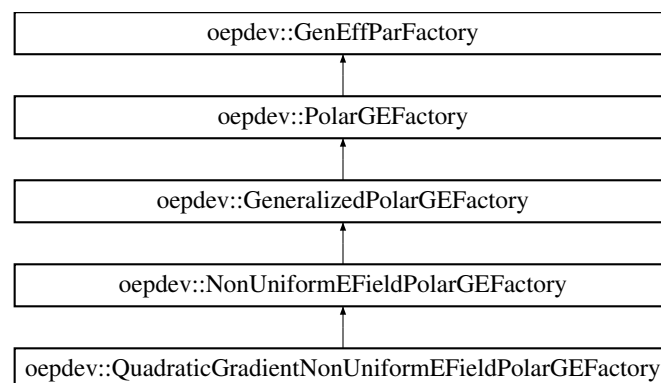 oepdev::GenEffParFactory
oepdev::PolarGEFactory
oepdev::GeneralizedPolarGEFactory
oepdev::NonUniformEFieldPolarGEFactory
oepdev::QuadraticGradientNonUniformEFieldPolarGEFactory